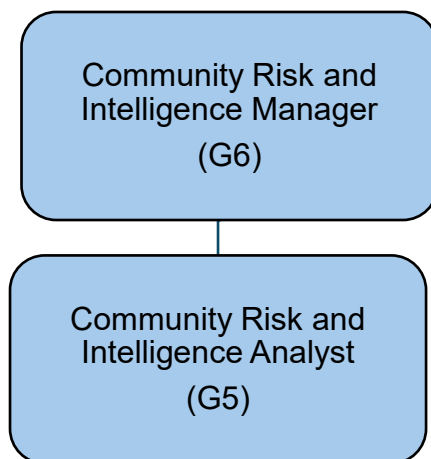 Community Risk and
Intelligence Manager
(G6)
Community Risk and
Intelligence Analyst
(G5)